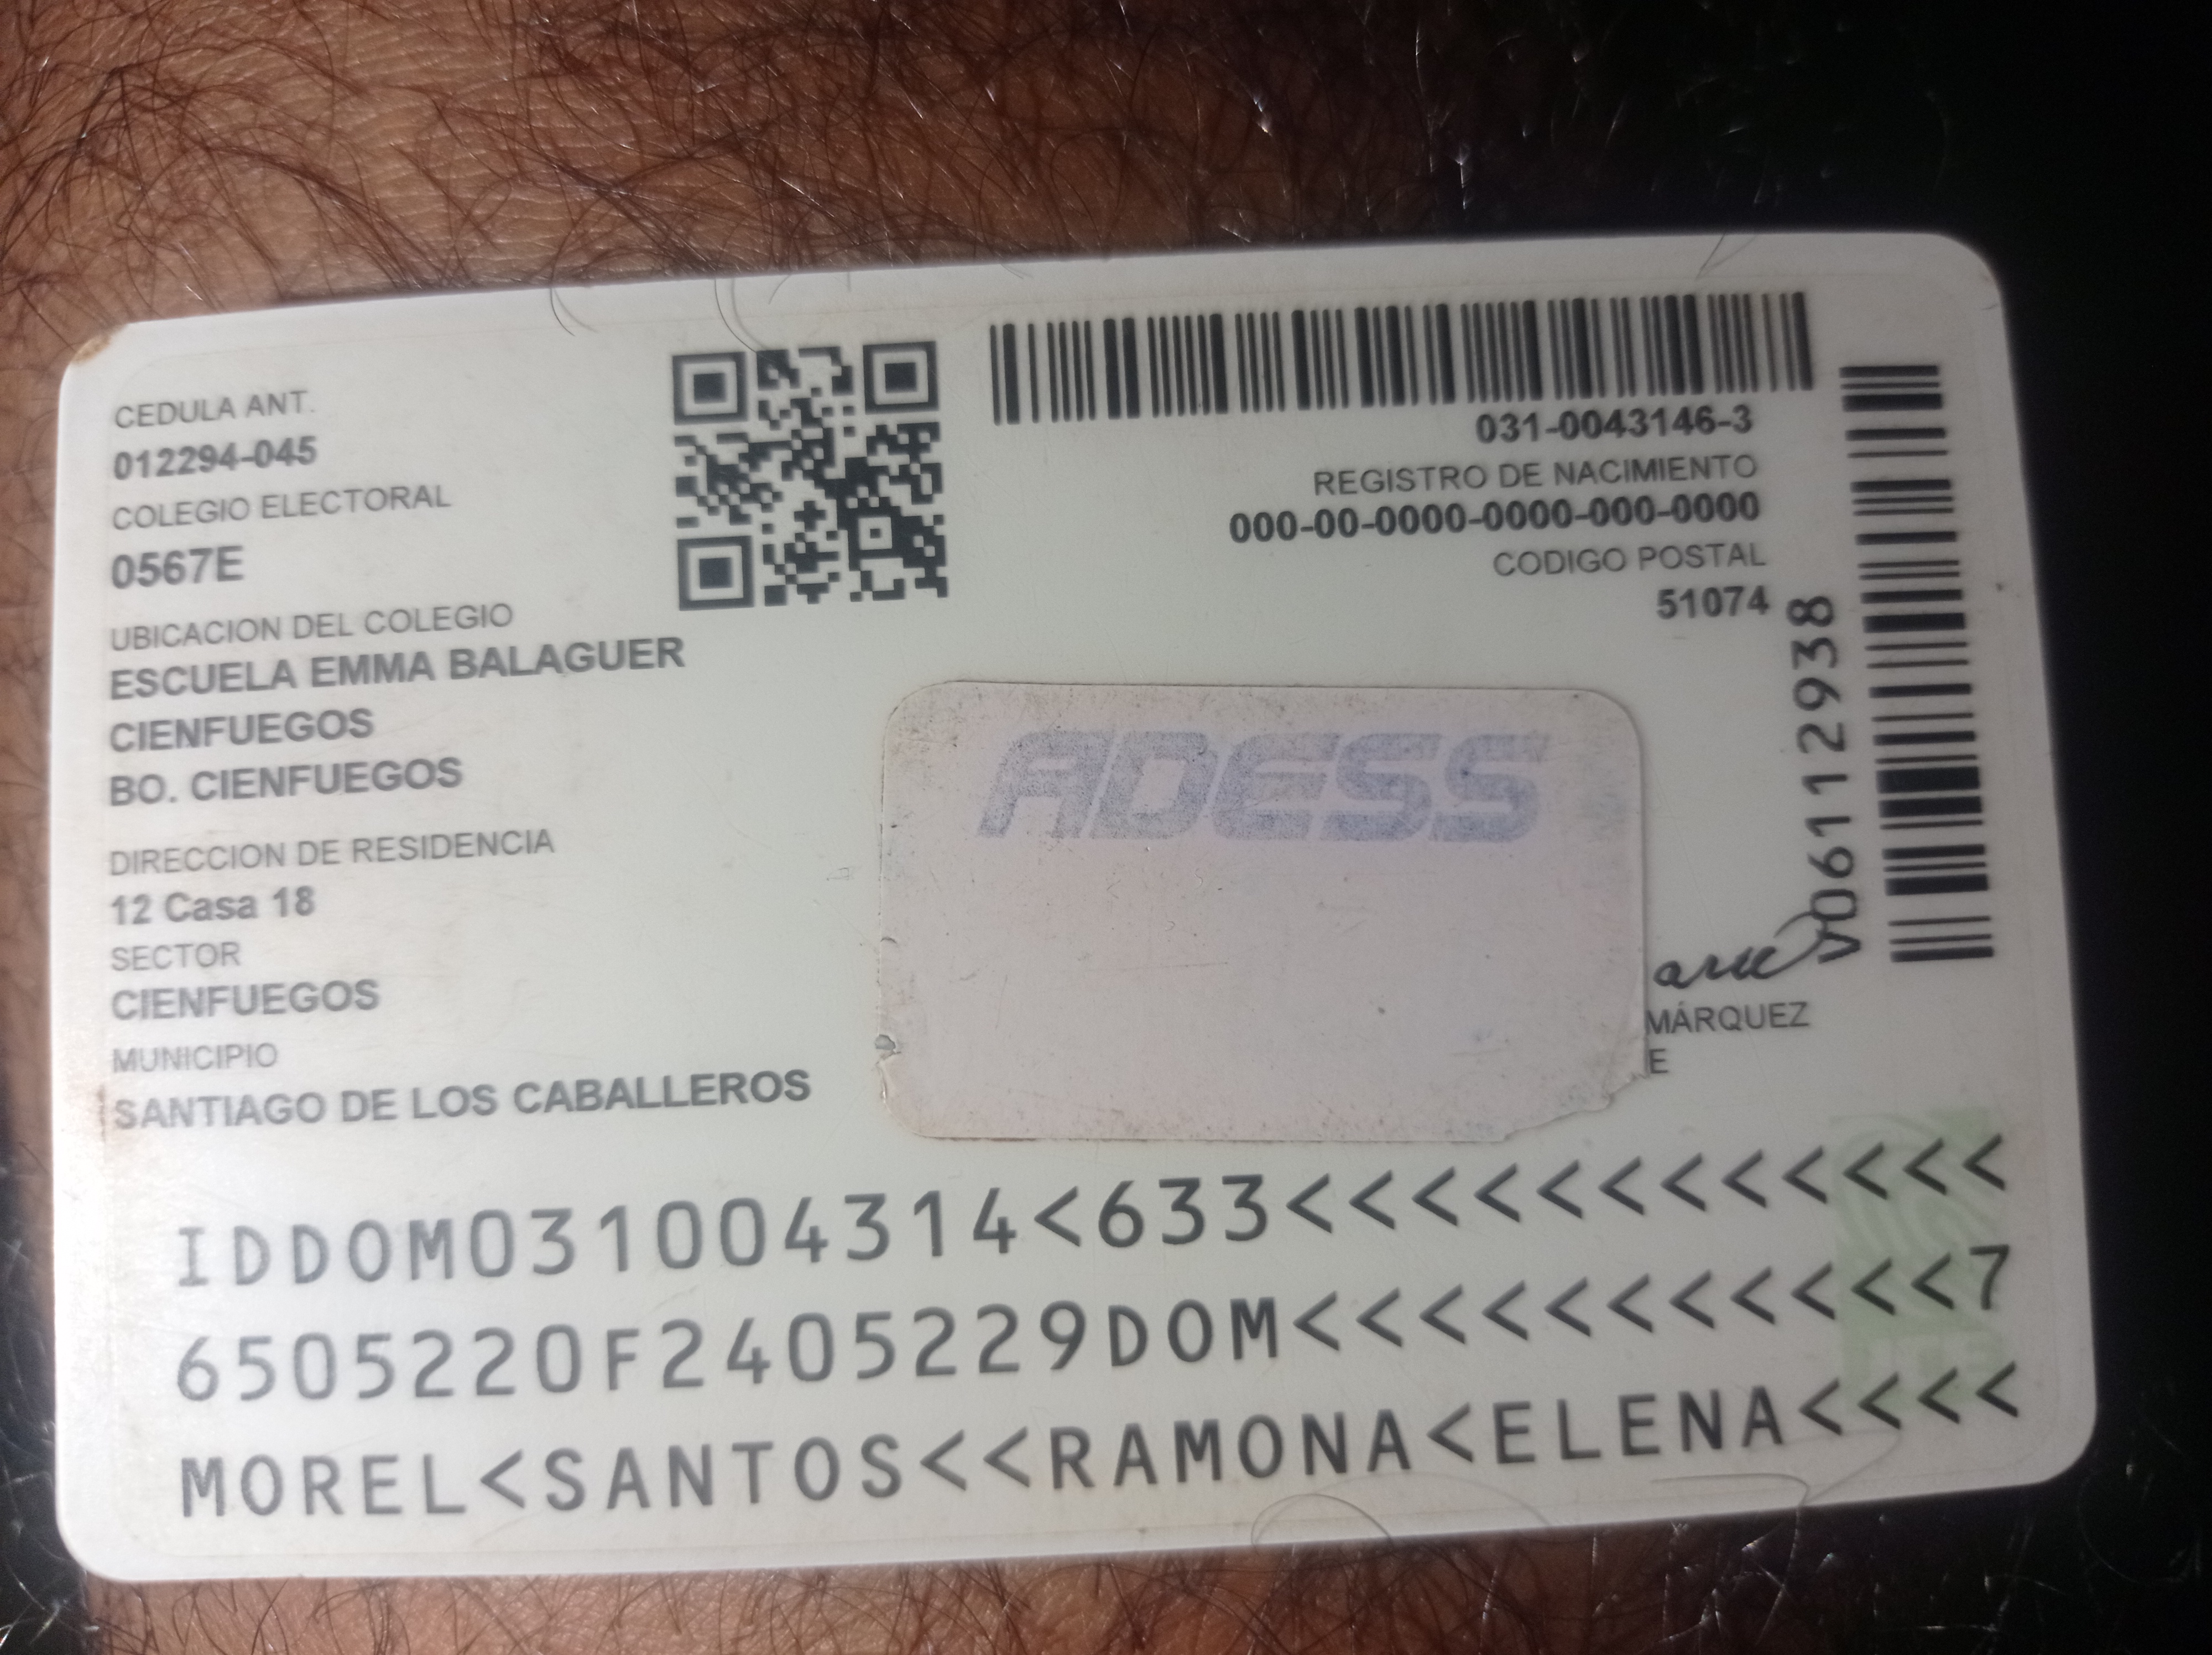 CEDULA ANT.
012294-045
COLEGIO ELECTORAL
0567E
UBICACION DEL COLEGIO
ESCUELA EMMA BALAGUER
CIENFUEGOS
BO. CIENFUEGOS
DIRECCION DE RESIDENCIA
12 Casa 18
SECTOR
CIENFUEGOS
MUNICIPIO
SANTIAGO DE LOS CABALLEROS
031-0043146-3
REGISTRO DE NACIMIENTO
000-00-0000-0000-000-0000
CODIGO POSTAL
51074
V06112938
ADESS
MÁRQUEZ
E
IDDOM031004314<633<<<<<<<<<<<<
6505220F2405229DOM<<<<<<<<<<<7
MOREL<SANTOS<<RAMONA<ELENA<<<<